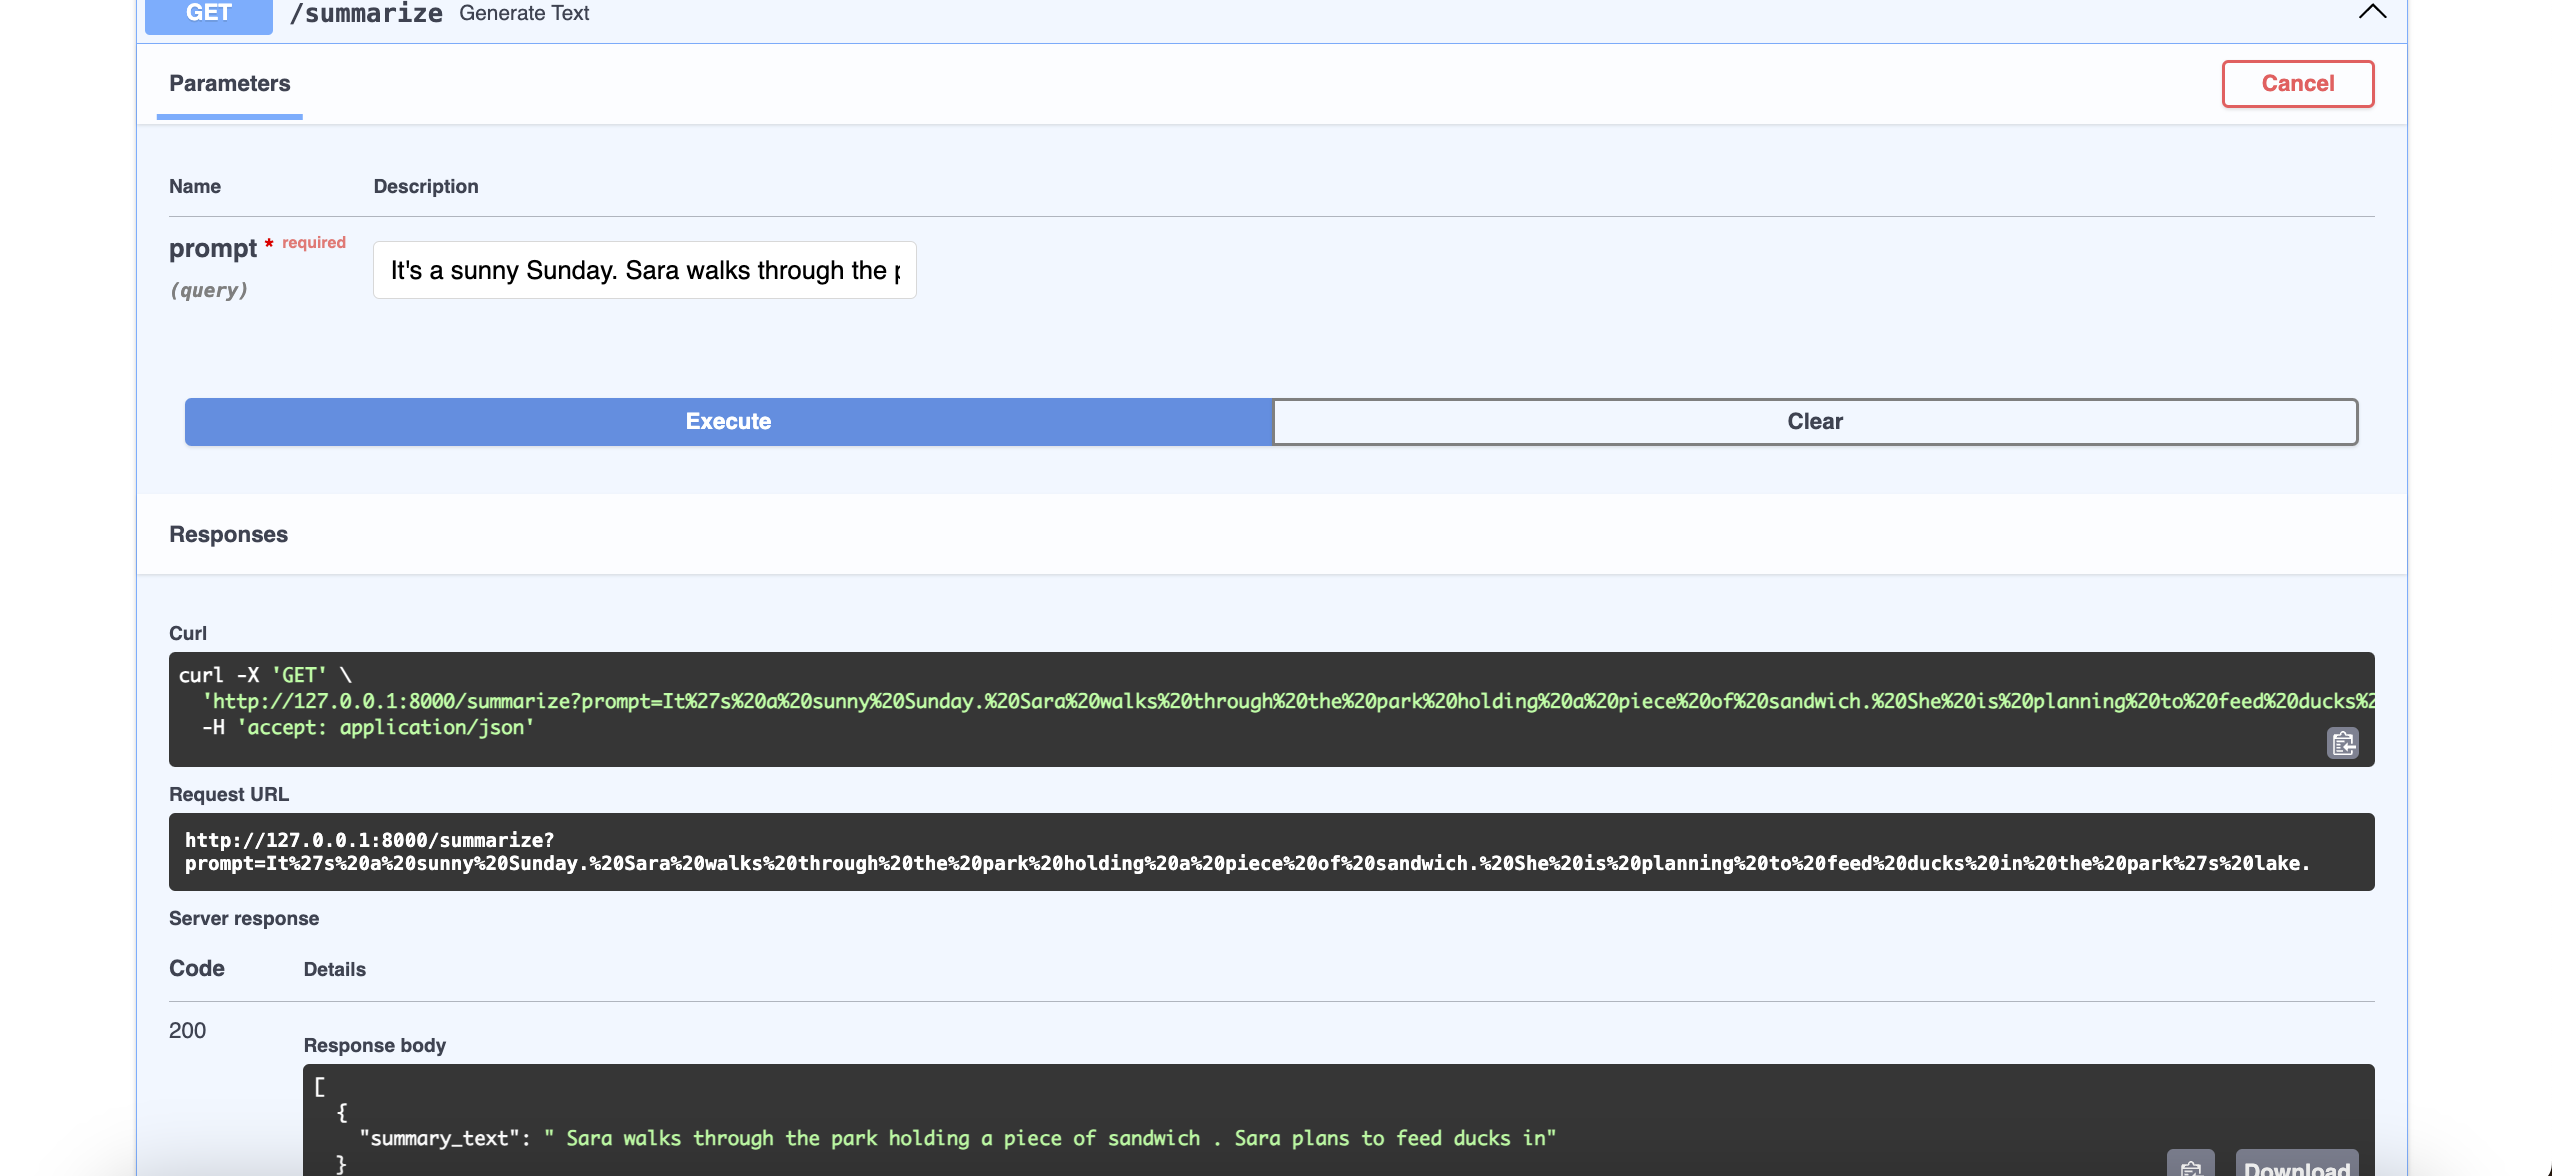 GET /summarize Generate Text
Parameters
Cancel
Name Description
prompt * required
(query)
It's a sunny Sunday. Sara walks through the
Execute
Clear
Responses
Curl
curl -X 'GET' \
'http://127.0.0.1:8000/summarize?prompt=It%27s%20a%20sunny%20Sunday.%20Sara%20walks%20through%20the%20park%20holding%20a%20piece%20of%20sandwich.%20She%20is%20planning%20to%20feed%20ducks%2
-H 'accept: application/json'
Request URL
http://127.0.0.1:8000/summarize?
prompt=It%27s%20a%20sunny%20Sunday.%20Sara%20walks%20through%20the%20park%20holding%20a%20piece%20of%20sandwich.%20She%20is%20planning%20to%20feed%20ducks%20in%20the%20park%27s%20lake.
Server response
Code Details
200
Response body
[
{
"summary_text": " Sara walks through the park holding a piece of sandwich . Sara plans to feed ducks in"
}
Download